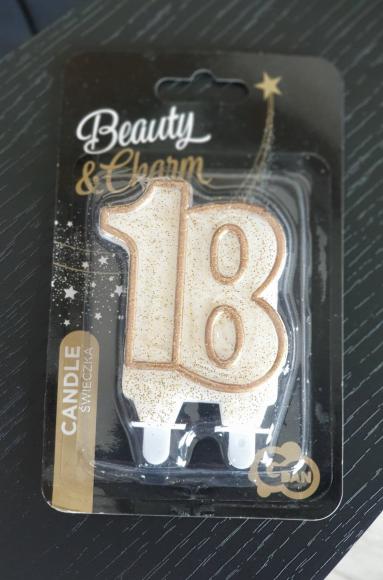 Beauty
& Charm
18
CANDLE
ŚWIECZKA